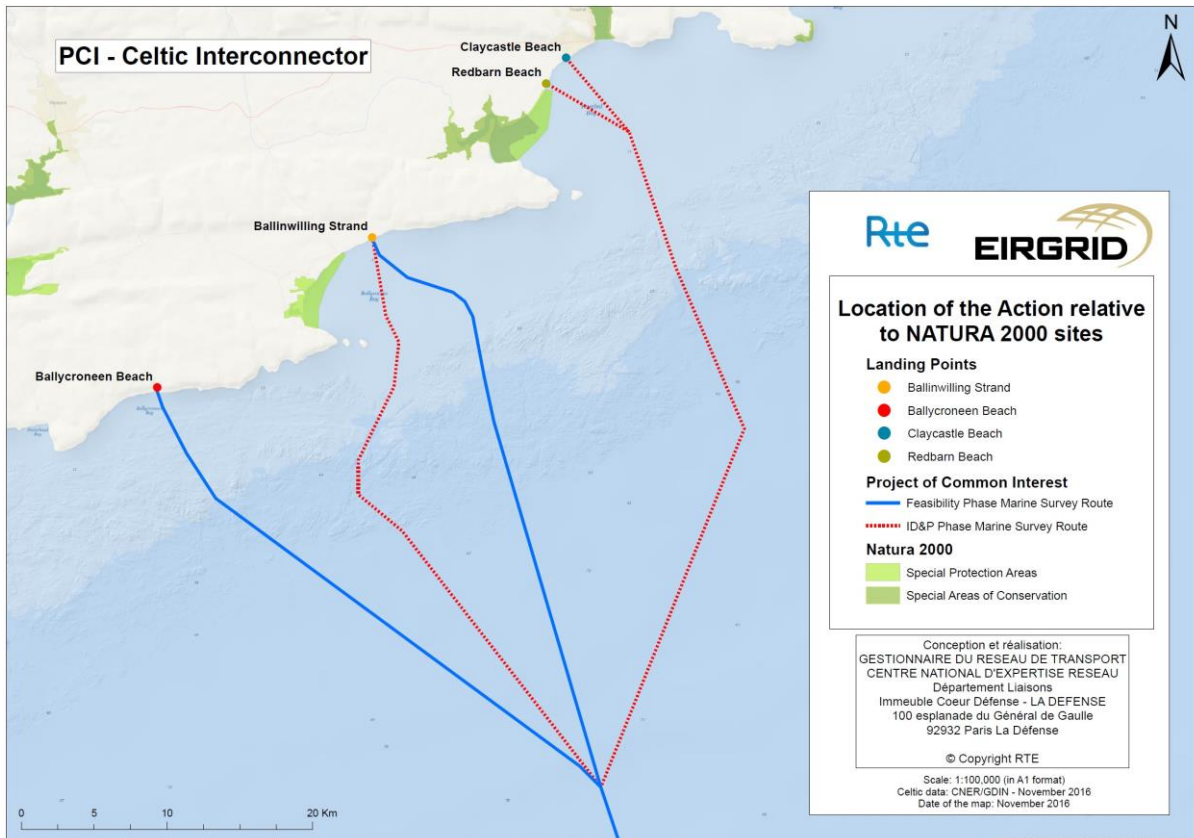 PCI - Celtic Interconnector
N
Claycastle Beach
Redbarn Beach
Ballinwilling Strand
Ballycroneen Beach
Rte
EIRGRID
Location of the Action relative
to NATURA 2000 sites
Landing Points
Ballinwilling Strand
Ballycroneen Beach
Claycastle Beach
Redbarn Beach
Project of Common Interest
Feasibility Phase Marine Survey Route
ID&P Phase Marine Survey Route
Natura 2000
Special Protection Areas
Special Areas of Conservation
Conception et réalisation:
GESTIONNAIRE DU RESEAU DE TRANSPORT
CENTRE NATIONAL D'EXPERTISE RESEAU
Département Liaisons
Immeuble Coeur Défense - LA DEFENSE
100 esplanade du Général de Gaulle
92932 Paris La Défense
© Copyright RTE
Scale: 1:100,000 (in A1 format)
Celtic data: CNER/GDIN - November 2016
Date of the map: November 2016
0 5 10 20 Km